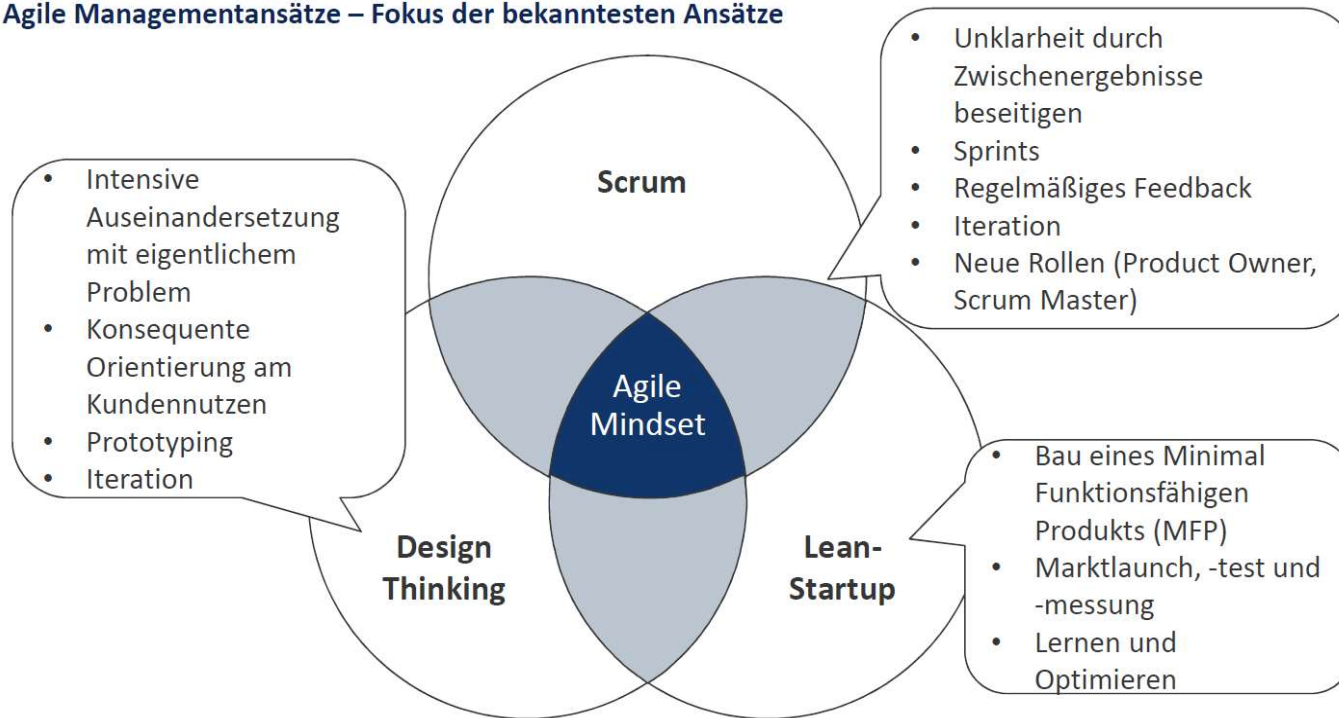 Agile Managementansätze – Fokus der bekanntesten Ansätze
• Unklarheit durch
Zwischenergebnisse
beseitigen
• Sprints
• Regelmäßiges Feedback
• Iteration
• Neue Rollen (Product Owner,
Scrum Master)
Scrum
• Intensive
Auseinandersetzung
mit eigentlichem
Problem
• Konsequente
Orientierung am
Kundennutzen
• Prototyping
• Iteration
Agile
Mindset
Design
Thinking
Lean-
Startup
• Bau eines Minimal
Funktionsfähigen
Produkts (MFP)
• Marktlaunch, -test und
-messung
• Lernen und
Optimieren